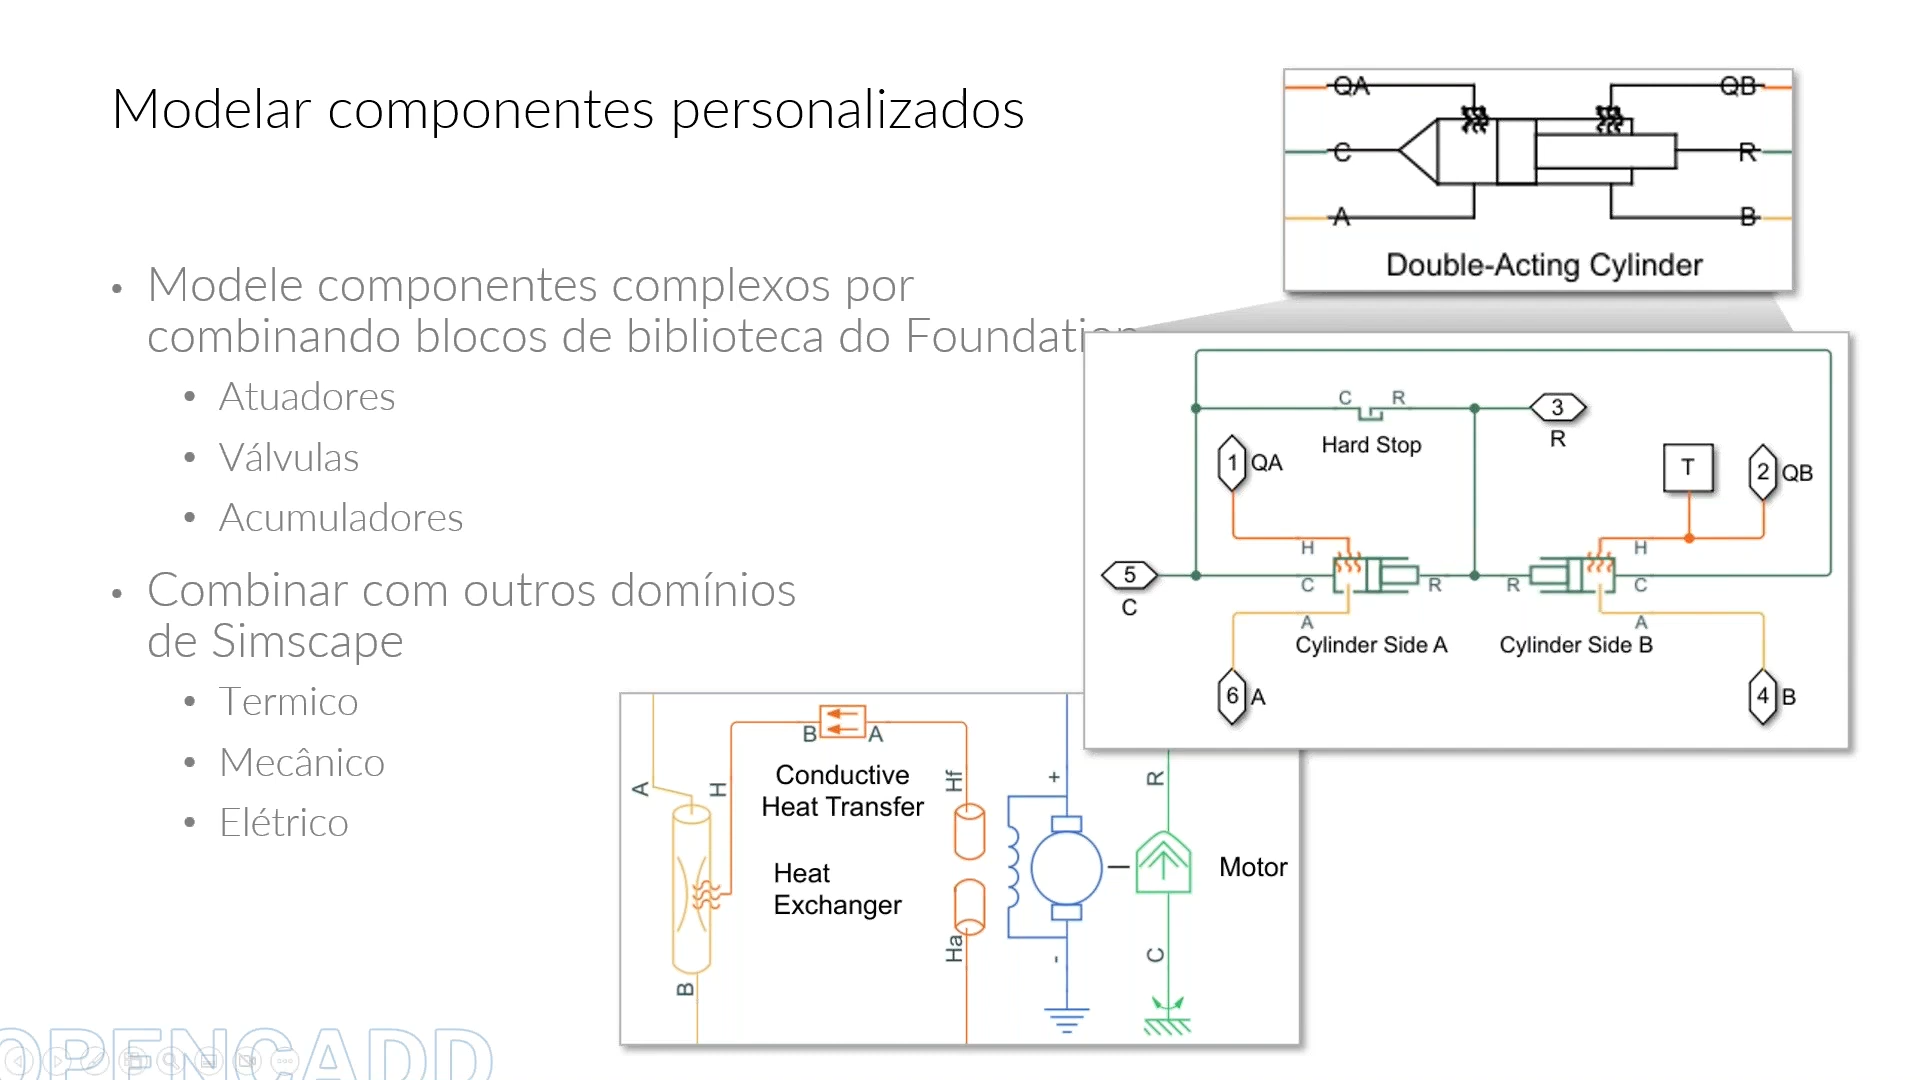 Modelar componentes personalizados
• Modele componentes complexos por
combinando blocos de biblioteca do Foundation
• Atuadores
• Válvulas
• Acumuladores
• Combinar com outros domínios
de Simscape
• Termico
• Mecânico
• Elétrico
QA QB
C R
A B
Double-Acting Cylinder
C R
3
R
Hard Stop
1 QA
T
2 QB
H H
5
C
C R R C
A A
Cylinder Side A Cylinder Side B
6 A
4 B
B A
A H Hf + R
Conductive
Heat Transfer
Heat
Exchanger
Motor
B Ha - C
OPENCADD